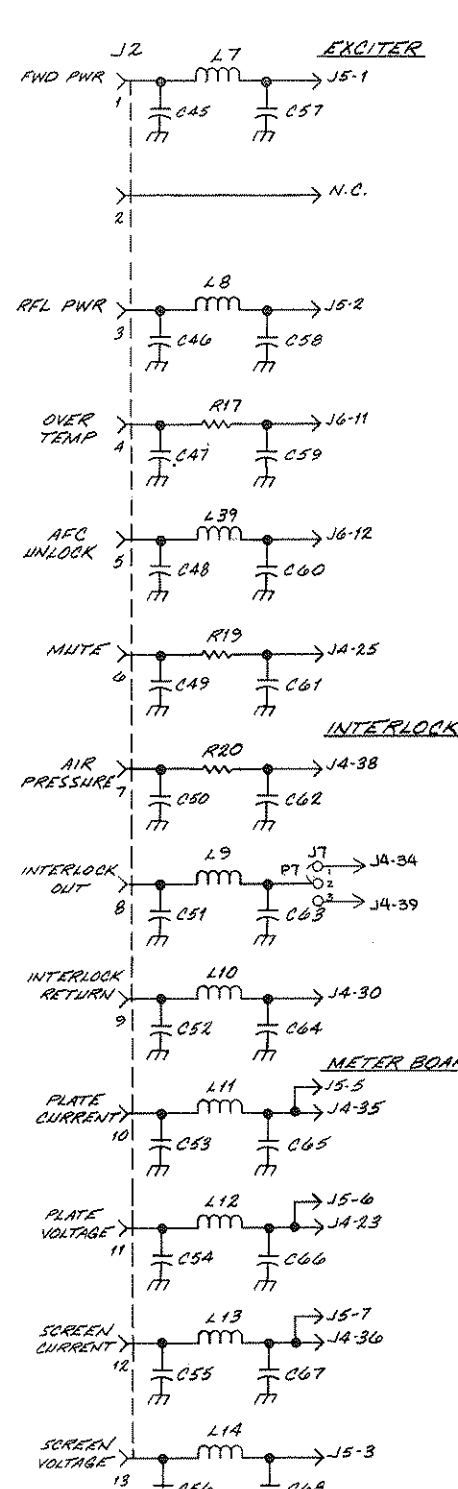 J2 L7 EXCITER
FWD PWR J5-1
1 C45 C57
N.C.
2
L8
RFL PWR J5-2
3 C46 C58
OVER R17 J6-11
TEMP
4 C47 C59
AFC L39 J6-12
UNLOCK
5 C48 C60
MUTE R19 J4-25
6 C49 C61
INTERLOCK
AIR R20 J4-38
PRESSURE
7 C50 C62
INTERLOCK L9 P7 J7 1 J4-34
OUT 2
8 C51 C63 3 J4-39
INTERLOCK L10
RETURN J4-30
9 C52 C64
METER BOAR
PLATE L11 J5-5
CURRENT J4-35
10 C53 C65
PLATE L12 J5-6
VOLTAGE J4-23
11 C54 C66
SCREEN L13 J5-7
CURRENT J4-36
12 C55 C67
SCREEN L14
VOLTAGE J5-3
13 C56 C68